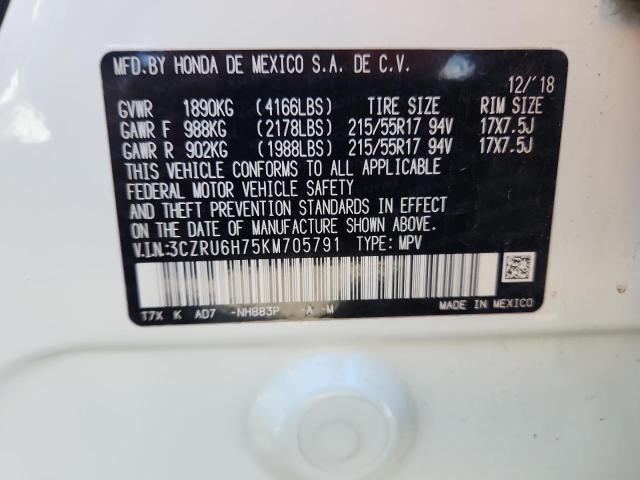 MFD.BY HONDA DE MEXICO S.A. DE C.V.
12/'18
GVWR 1890KG (4166LBS) TIRE SIZE RIM SIZE
GAWR F 988KG (2178LBS) 215/55R17 94V 17X7.5J
GAWR R 902KG (1988LBS) 215/55R17 94V 17X7.5J
THIS VEHICLE CONFORMS TO ALL APPLICABLE
FEDERAL MOTOR VEHICLE SAFETY
AND THEFT PREVENTION STANDARDS IN EFFECT
ON THE DATE OF MANUFACTURE SHOWN ABOVE.
V.I.N.:3CZRU6H75KM705791 TYPE: MPV
T7X K AD7 -NH883P -A -M MADE IN MEXICO